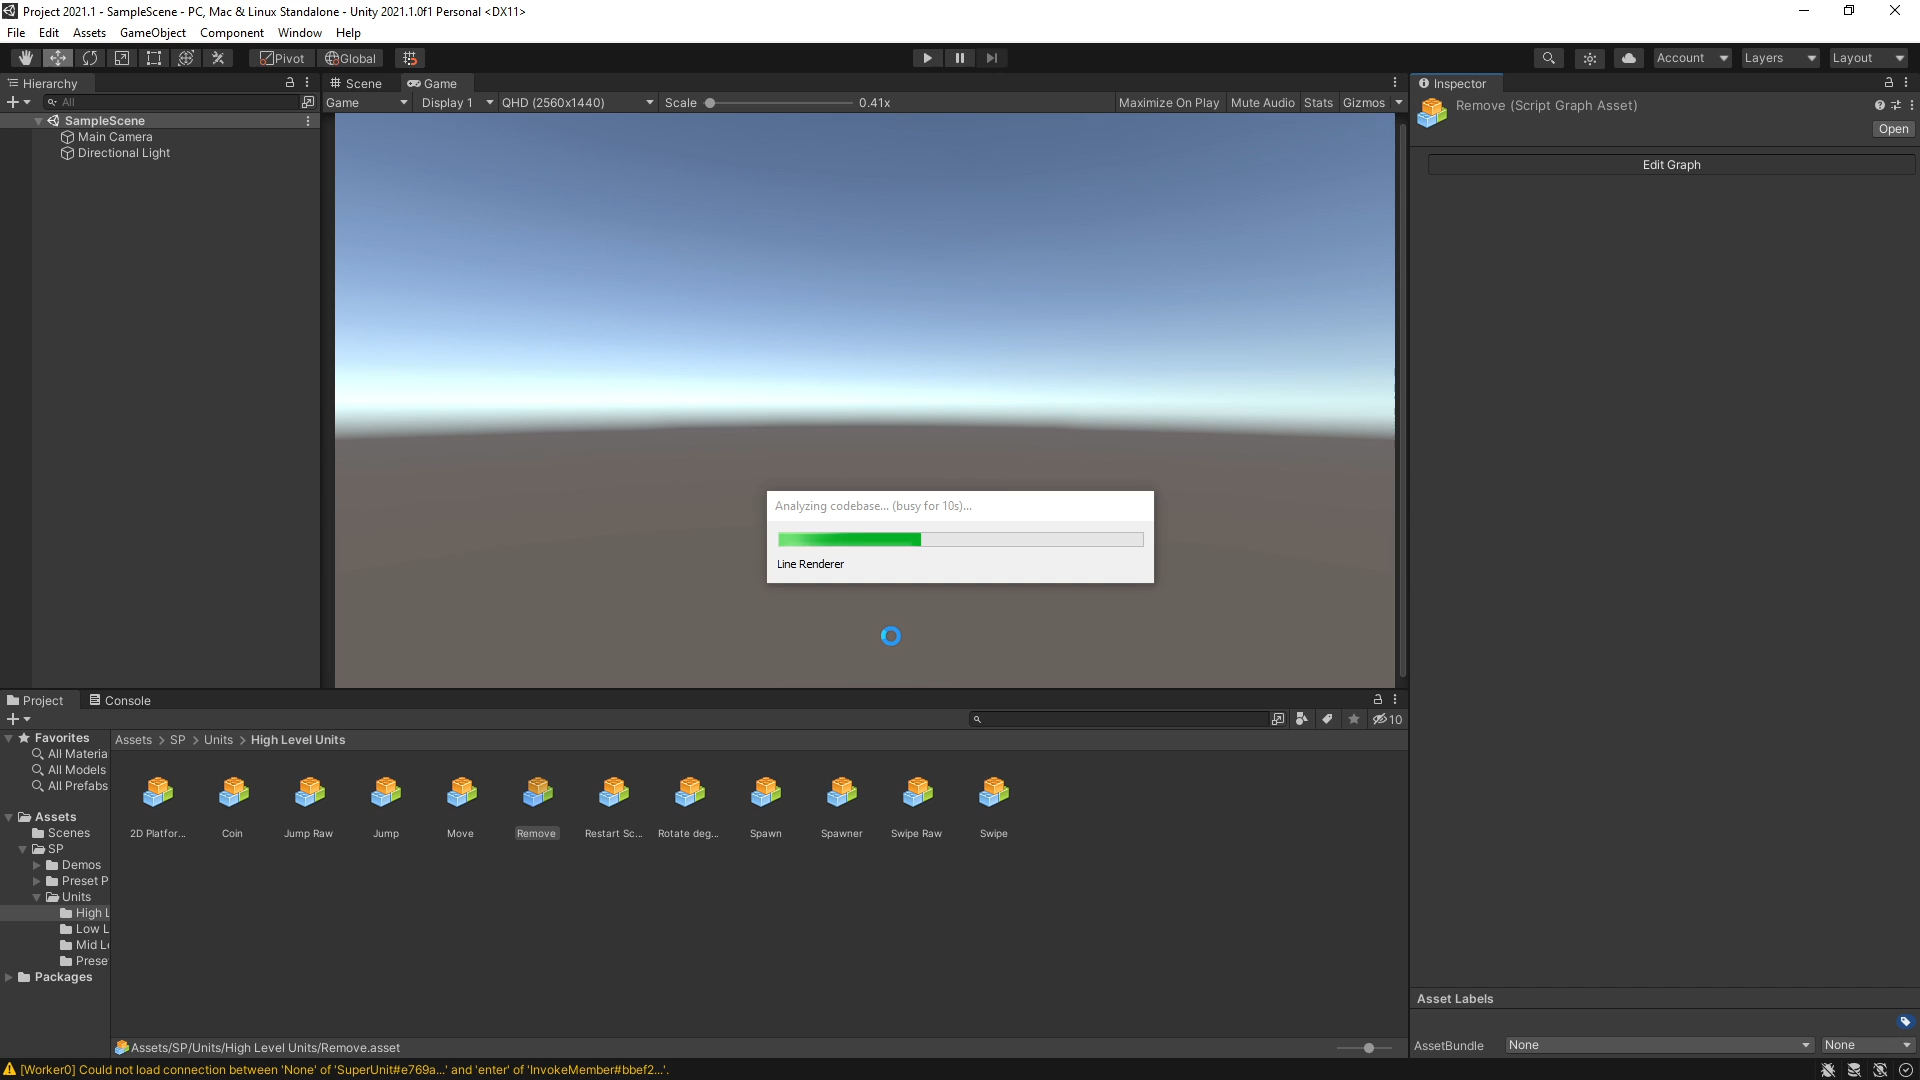 Project 2021.1 - SampleScene - PC, Mac & Linux Standalone - Unity 2021.1.0f1 Personal <DX11>
File Edit Assets GameObject Component Window Help
Pivot Global Account Layers Layout
Hierarchy
All
SampleScene
Main Camera
Directional Light
Scene Game
Game Display 1 QHD (2560x1440) Scale 0.41x Maximize On Play Mute Audio Stats Gizmos
Analyzing codebase... (busy for 10s)...
Line Renderer
Inspector
Remove (Script Graph Asset)
Open
Edit Graph
Project Console
10
Favorites
All Materia
All Models
All Prefabs
Assets
Scenes
SP
Demos
Preset P
Units
High L
Low L
Mid Le
Prese
Packages
Assets > SP > Units > High Level Units
2D Platfor... Coin Jump Raw Jump Move Remove Restart Sc... Rotate deg... Spawn Spawner Swipe Raw Swipe
Assets/SP/Units/High Level Units/Remove.asset
Asset Labels
AssetBundle None None
[Worker0] Could not load connection between 'None' of 'SuperUnit#e769a...' and 'enter' of 'InvokeMember#bbef2...'.